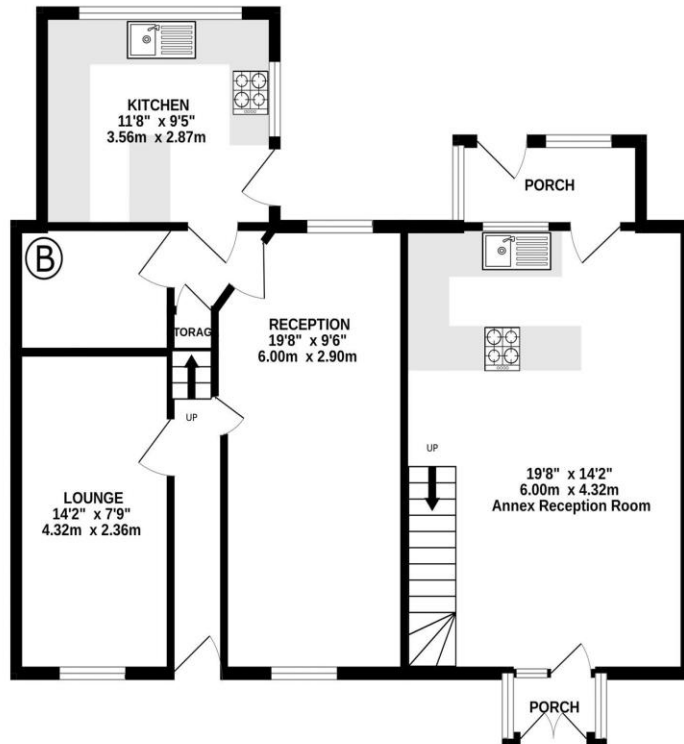 KITCHEN
11'8" x 9'5"
3.56m x 2.87m
PORCH
B
TORAG
RECEPTION
19'8" x 9'6"
6.00m x 2.90m
UP
LOUNGE
14'2" x 7'9"
4.32m x 2.36m
UP
19'8" x 14'2"
6.00m x 4.32m
Annex Reception Room
PORCH